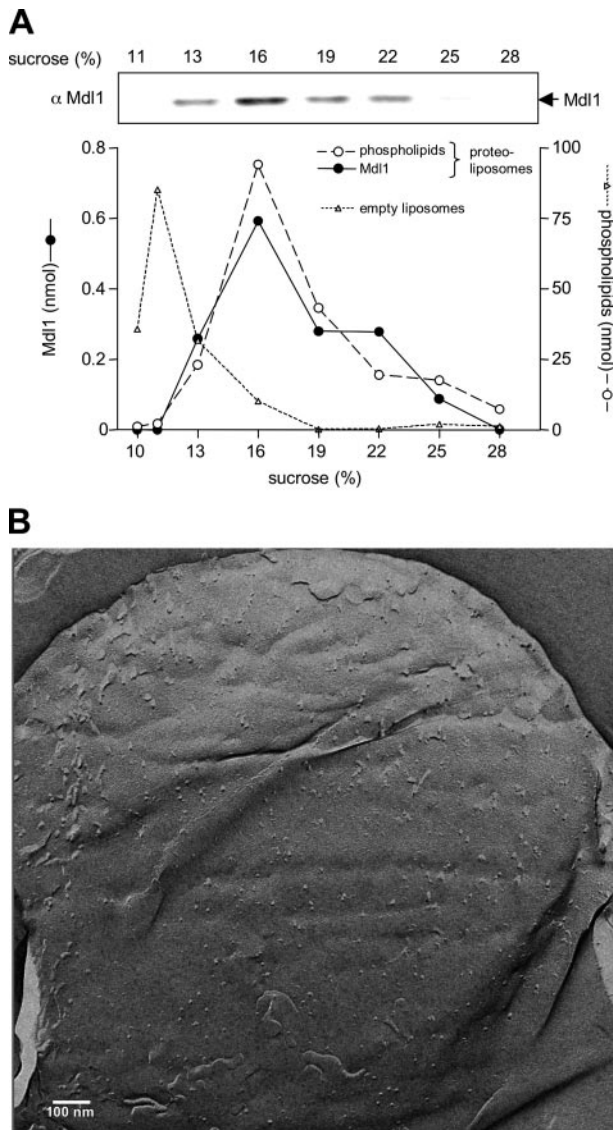 A
sucrose (%) 11 13 16 19 22 25 28
α Mdl1 Mdl1
0.8 100
phospholipids proteo-
Mdl1 liposomes
0.6 empty liposomes 75
Mdl1 (nmol) 0.4 50 phospholipids (nmol)
0.2 25
0 0
10 13 16 19 22 25 28
sucrose (%)
B
100 nm